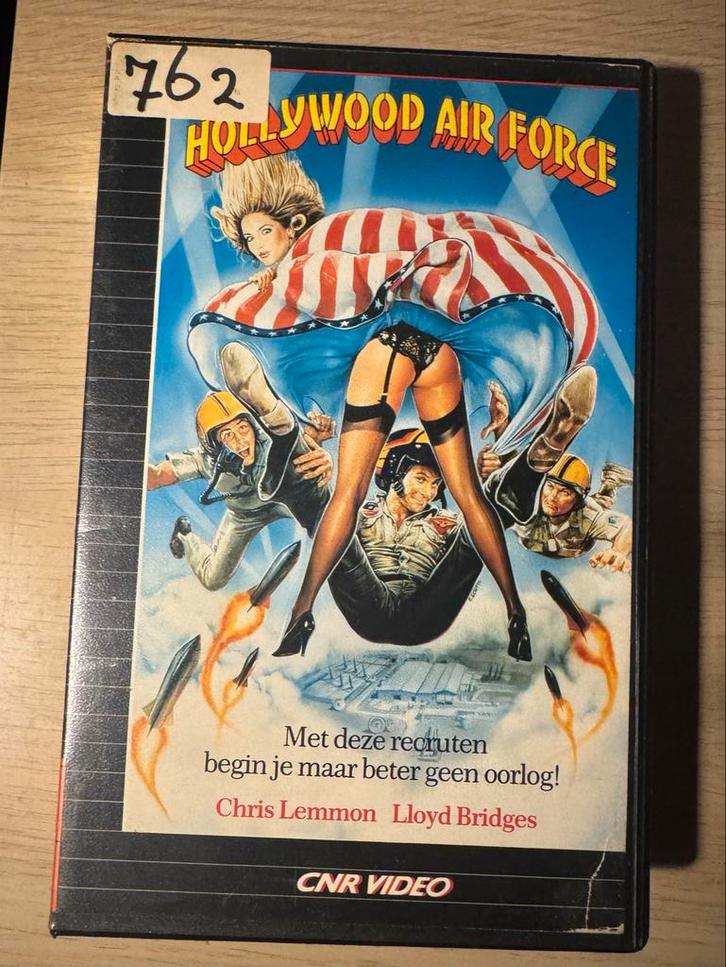 762
HOLLYWOOD AIR FORCE
Met deze recruten
begin je maar beter geen oorlog!
Chris Lemmon Lloyd Bridges
CNR VIDEO